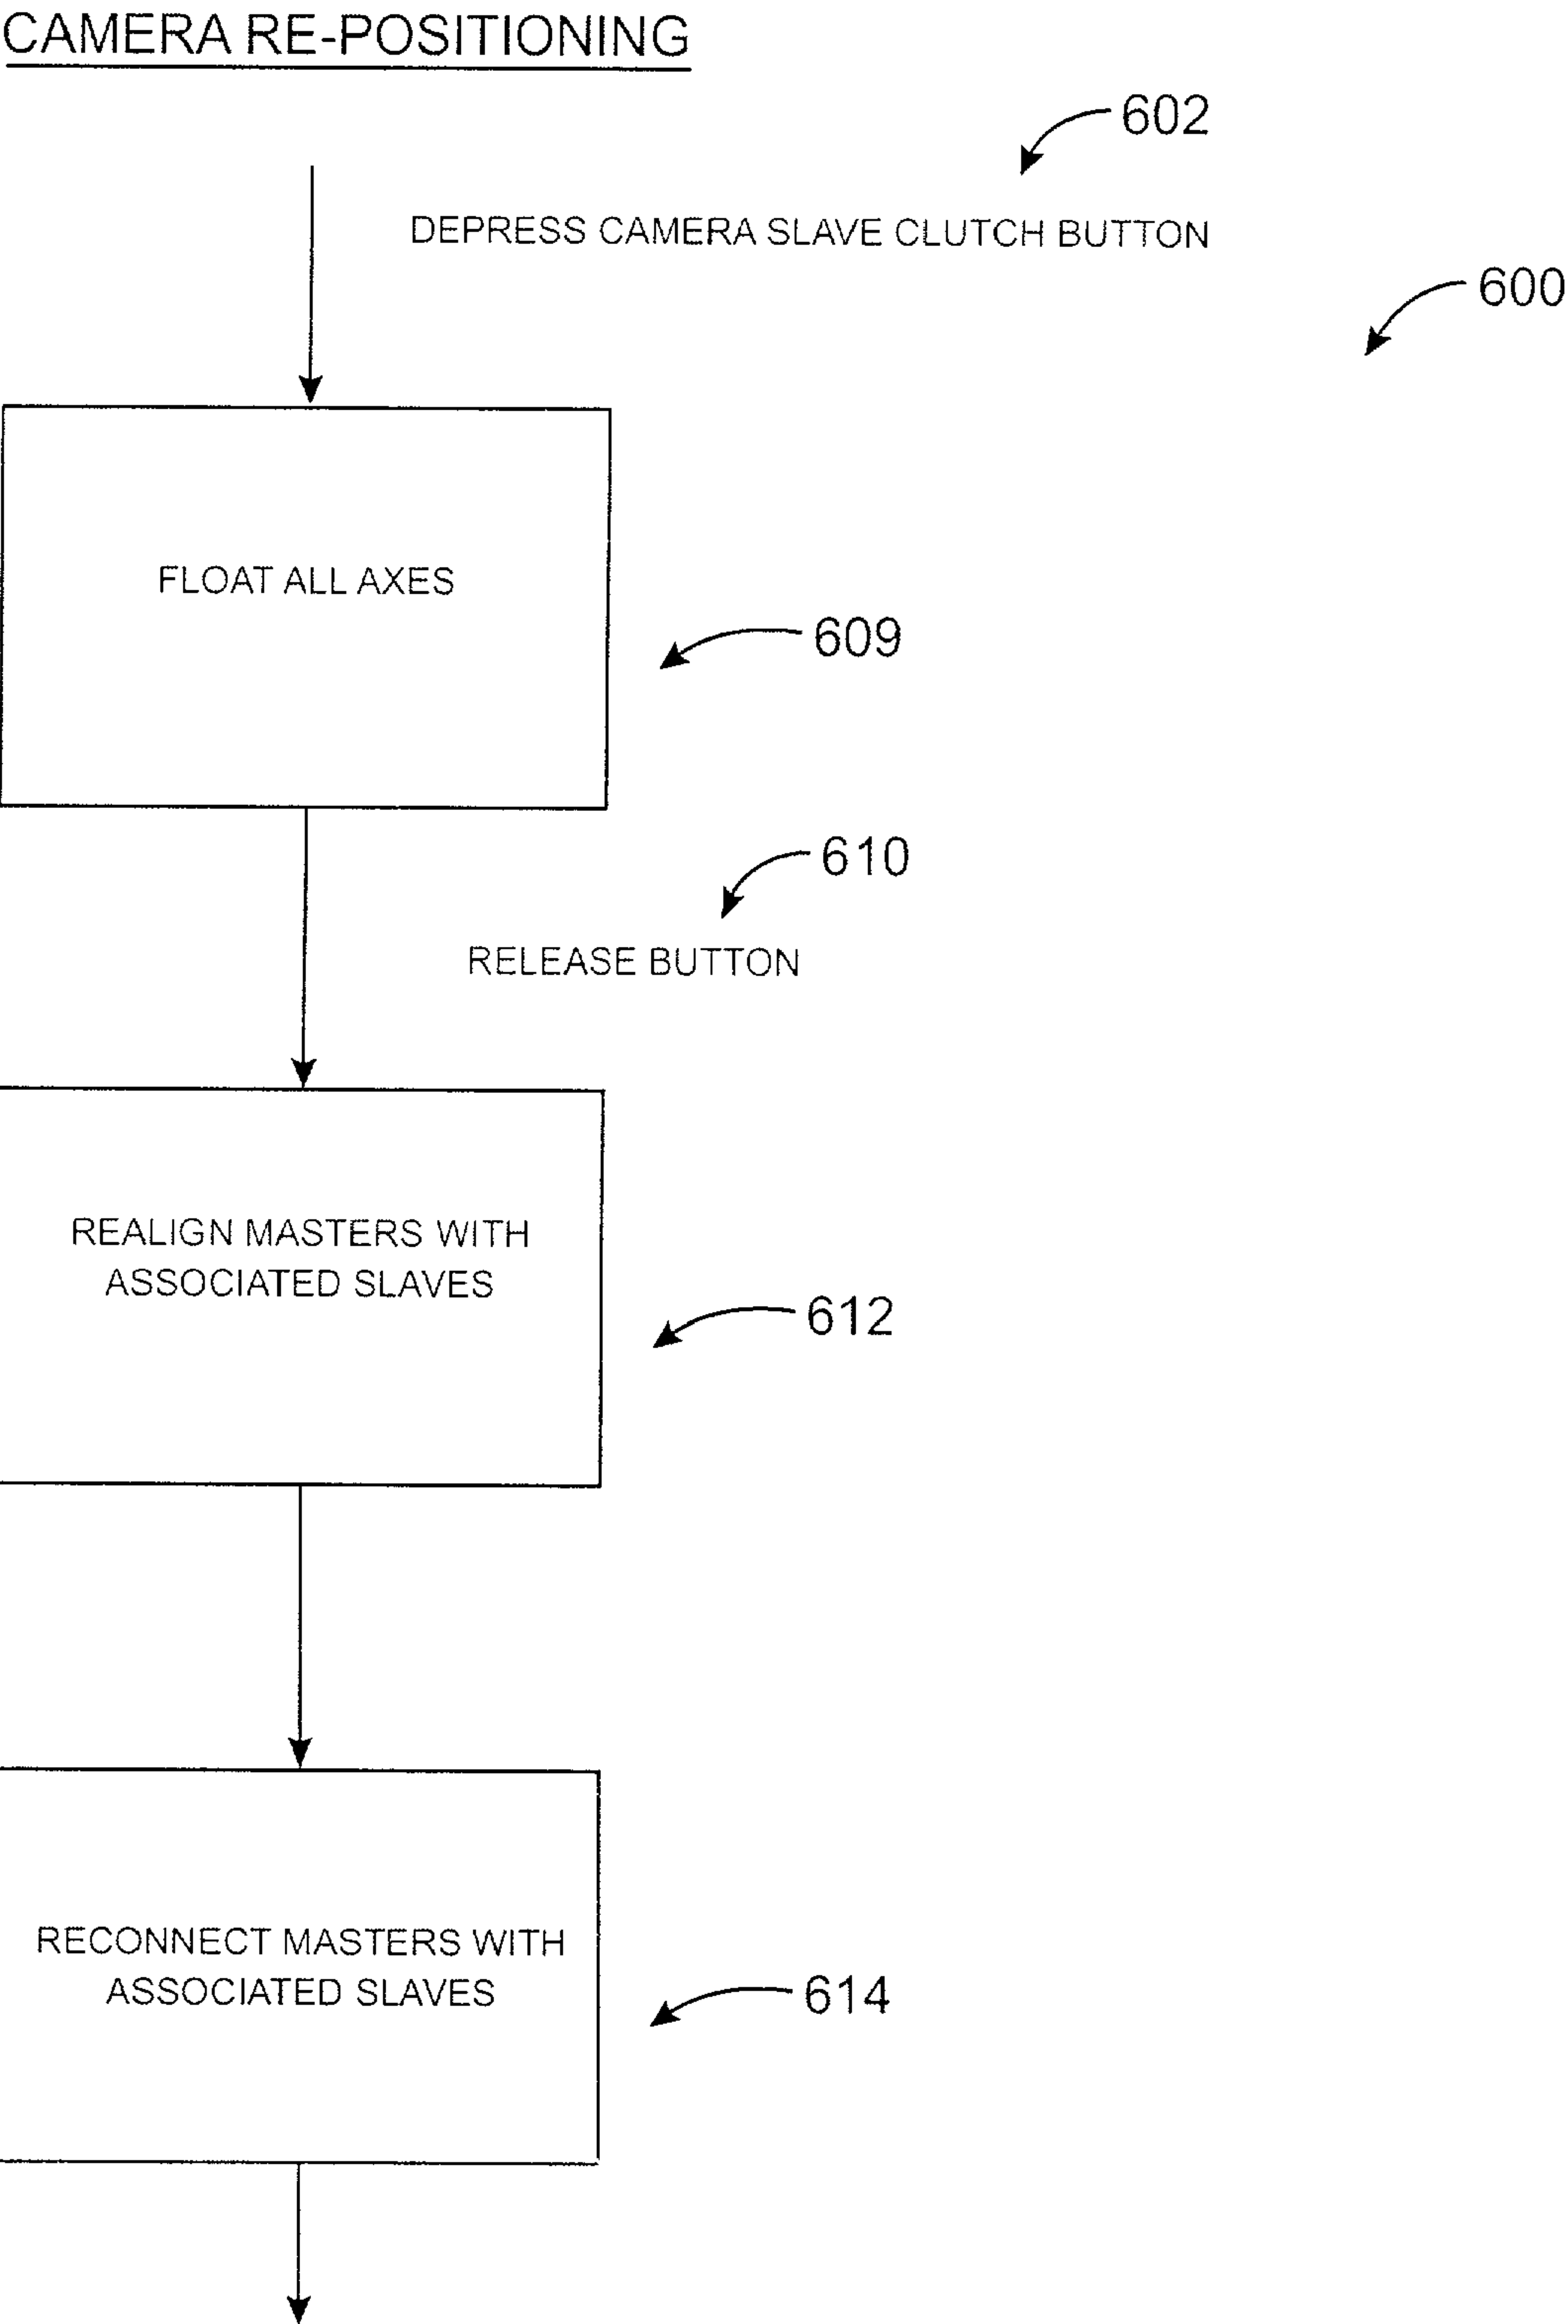 CAMERA RE-POSITIONING
602
DEPRESS CAMERA SLAVE CLUTCH BUTTON
600
FLOAT ALL AXES
609
610
RELEASE BUTTON
REALIGN MASTERS WITH
ASSOCIATED SLAVES
612
RECONNECT MASTERS WITH
ASSOCIATED SLAVES
614